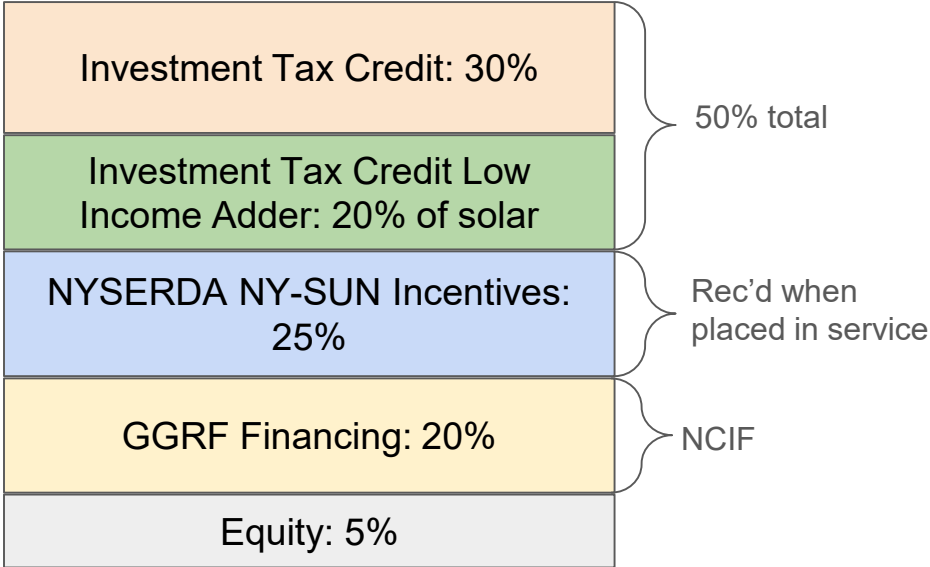 Investment Tax Credit: 30%
50% total
Investment Tax Credit Low
Income Adder: 20% of solar
NYSERDA NY-SUN Incentives:
25%
Rec’d when
placed in service
GGRF Financing: 20%
NCIF
Equity: 5%